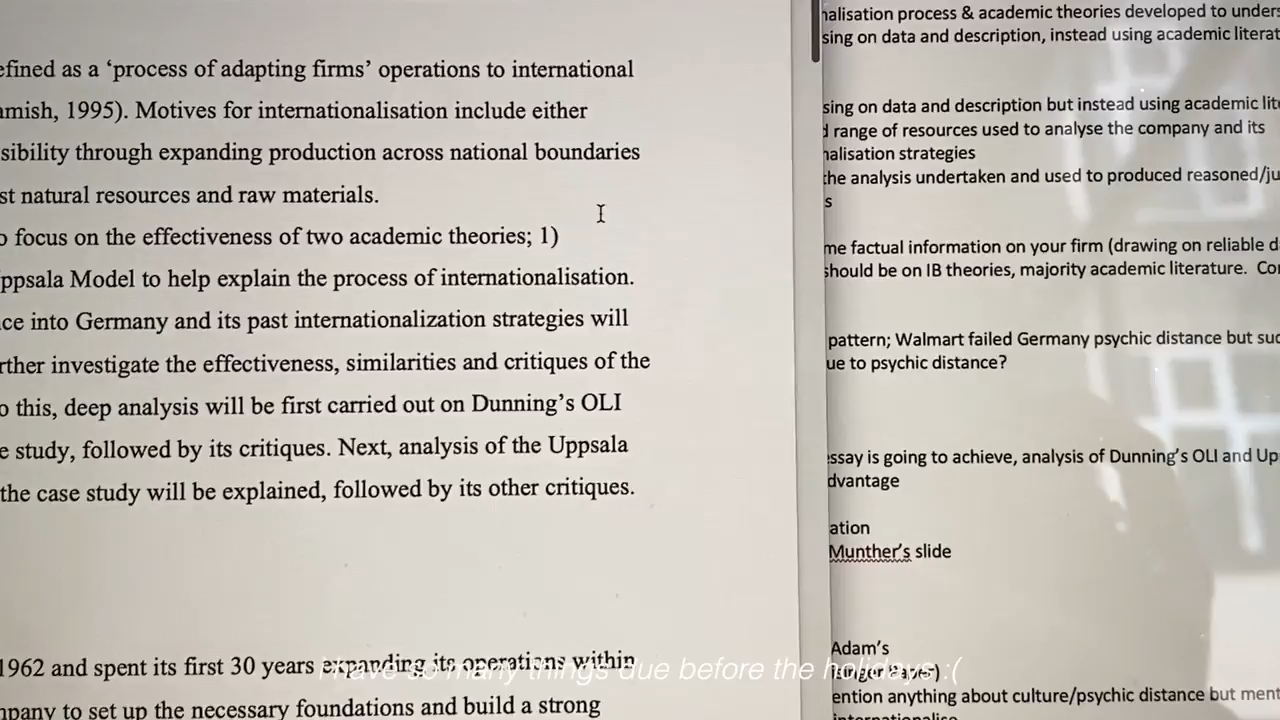 efined as a ‘process of adapting firms’ operations to international
amish, 1995). Motives for internationalisation include either
sibility through expanding production across national boundaries
st natural resources and raw materials.
o focus on the effectiveness of two academic theories; 1)
ppsala Model to help explain the process of internationalisation.
ce into Germany and its past internationalization strategies will
rther investigate the effectiveness, similarities and critiques of the
o this, deep analysis will be first carried out on Dunning’s OLI
e study, followed by its critiques. Next, analysis of the Uppsala
the case study will be explained, followed by its other critiques.
1962 and spent its first 30 years expanding its operations within
mpany to set up the necessary foundations and build a strong
nalisation process & academic theories developed to unders
sing on data and description, instead using academic literat
sing on data and description but instead using academic lite
d range of resources used to analyse the company and its
nalisation strategies
the analysis undertaken and used to produced reasoned/ju
s
me factual information on your firm (drawing on reliable d
should be on IB theories, majority academic literature. Co
pattern; Walmart failed Germany psychic distance but suc
ue to psychic distance?
essay is going to achieve, analysis of Dunning’s OLI and Up
dvantage
ation
Munther’s slide
Adam’s
ention anything about culture/psychic distance but ment
internationalise
I have so many things due before the holidays :(